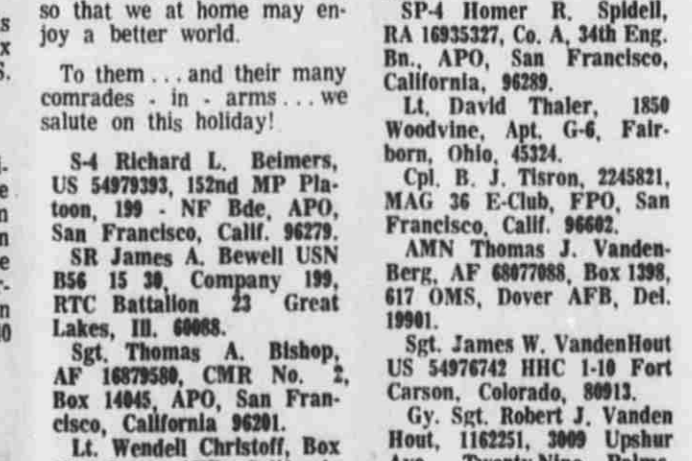 so that we at home may en-
joy a better world.
To them . . . and their many
comrades - in - arms . . . we
salute on this holiday!
S-4 Richard L. Beimers,
US 54979393, 152nd MP Pla-
toon, 199 - NF Bde, APO,
San Francisco, Calif. 96279.
SR James A. Bewell USN
B56 15 30, Company 199,
RTC Battalion 23 Great
Lakes, Ill. 60088.
Sgt. Thomas A. Bishop,
AF 16879580, CMR No. 2,
Box 14045, APO, San Fran-
cisco, California 96201.
Lt. Wendell Christoff, Box
SP-4 Homer R. Spidell,
RA 16935327, Co. A, 34th Eng.
Bn., APO, San Francisco,
California, 96289.
Lt. David Thaler, 1850
Woodvine, Apt. G-6, Fair-
born, Ohio, 45324.
Cpl. B. J. Tisron, 2245821,
MAG 36 E-Club, FPO, San
Francisco, Calif. 96602.
AMN Thomas J. Vanden-
Berg, AF 68077088, Box 1398,
617 OMS, Dover AFB, Del.
19901.
Sgt. James W. VandenHout
US 54976742 HHC 1-10 Fort
Carson, Colorado, 80913.
Gy. Sgt. Robert J. Vanden
Hout, 1162251, 3009 Upshur